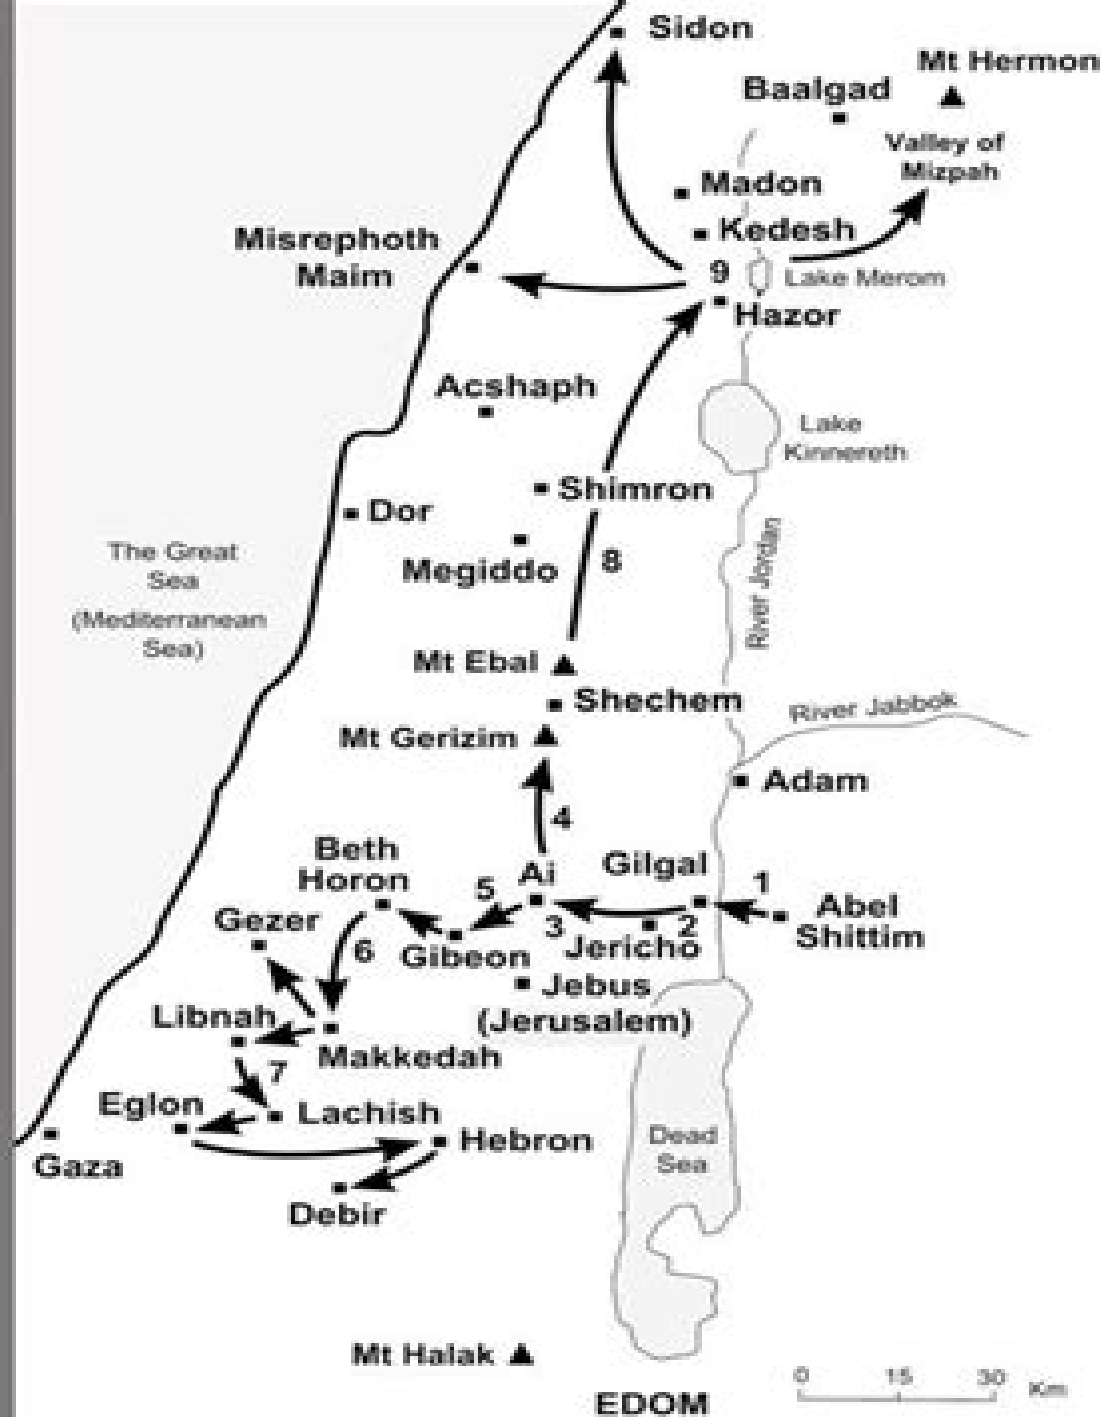 Sidon
Mt Hermon
Baalgad
Valley of
Mizpah
Madon
Kedesh
Misrephoth
Maim
9
Lake Merom
Hazor
Acshaph
Lake
Kinnereth
Shimron
Dor
The Great
Sea
(Mediterranean
Sea)
Megiddo
8
River Jordan
Mt Ebal
Shechem
River Jabbok
Mt Gerizim
Adam
4
Beth
Horon
Ai
Gilgal
5
1
Abel
Shittim
Gezer
3
2
Jericho
6
Gibeon
Jebus
(Jerusalem)
Libnah
Makkedah
7
Eglon
Lachish
Hebron
Dead
Sea
Gaza
Debir
Mt Halak
EDOM
0 15 30 Km